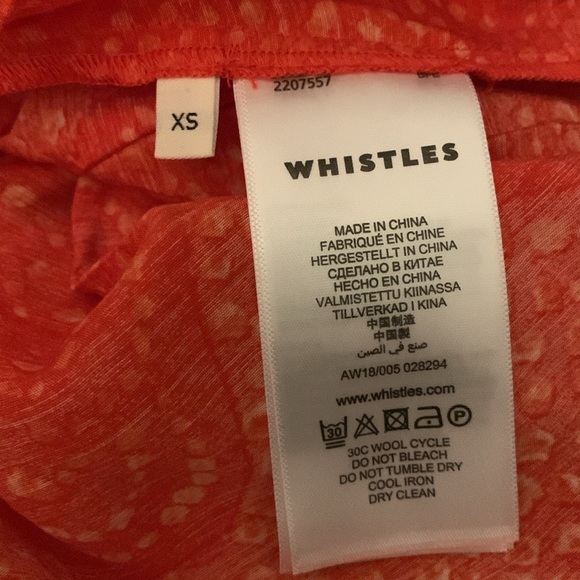 2207557
XS
WHISTLES
MADE IN CHINA
FABRIQUÉ EN CHINE
HERGESTELLT IN CHINA
СДЕЛАНО В КИТАЕ
HECHO EN CHINA
VALMISTETTU KIINASSA
TILLVERKAD I KINA
中国制造
中国製
صنع في الصين
AW18/005 028294
www.whistles.com
30
P
30C WOOL CYCLE
DO NOT BLEACH
DO NOT TUMBLE DRY
COOL IRON
DRY CLEAN